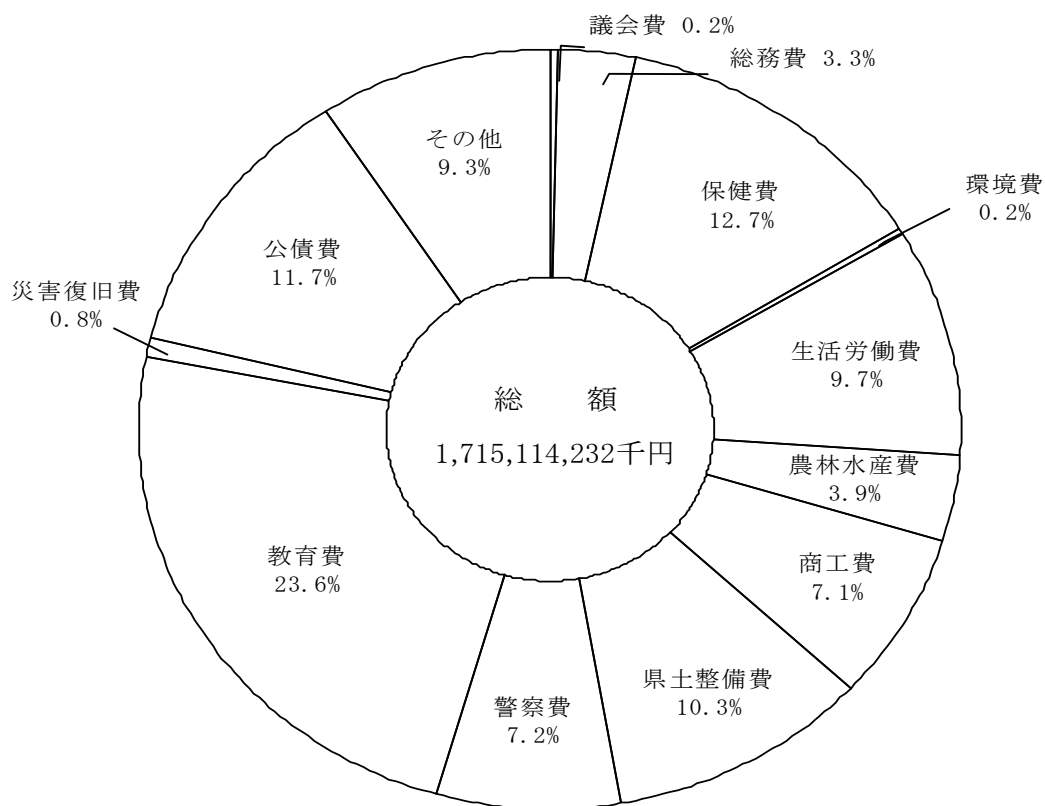 議会費 0.2%
総務費 3.3%
保健費
12.7%
環境費
0.2%
生活労働費
9.7%
農林水産費
3.9%
商工費
7.1%
県土整備費
10.3%
警察費
7.2%
教育費
23.6%
災害復旧費
0.8%
公債費
11.7%
その他
9.3%
総 額
1,715,114,232千円